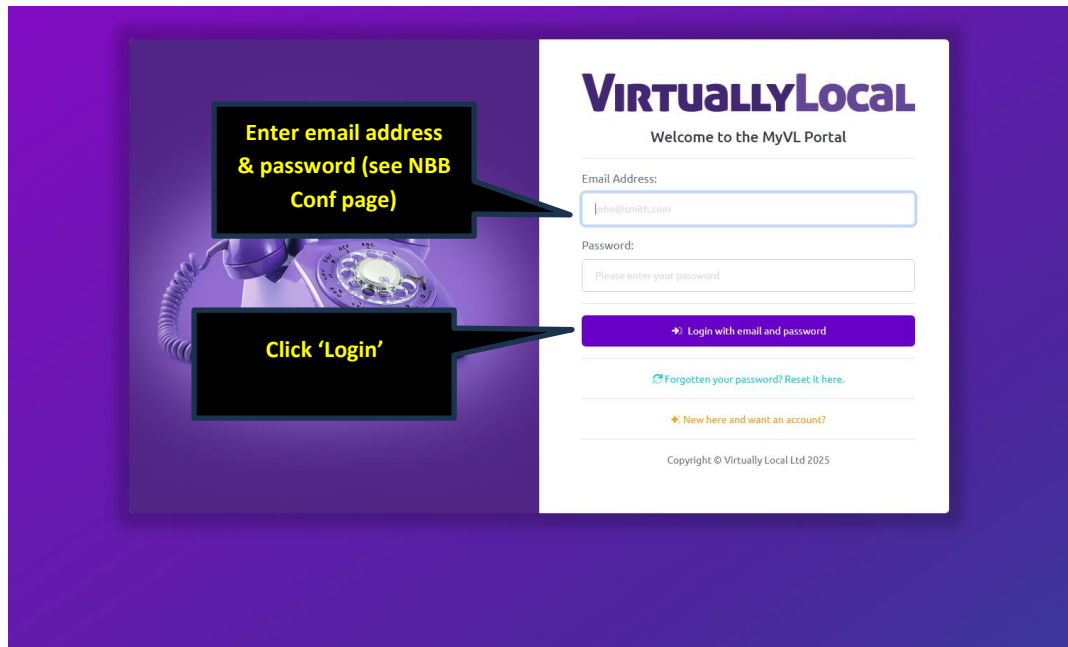 Enter email address
& password (see NBB
Conf page)
Click ‘Login’
VIRTUALLYLOCAL
Welcome to the MyVL Portal
Email Address:
john@smith.com
Password:
Please enter your password
Login with email and password
Forgotten your password? Reset it here.
New here and want an account?
Copyright © Virtually Local Ltd 2025